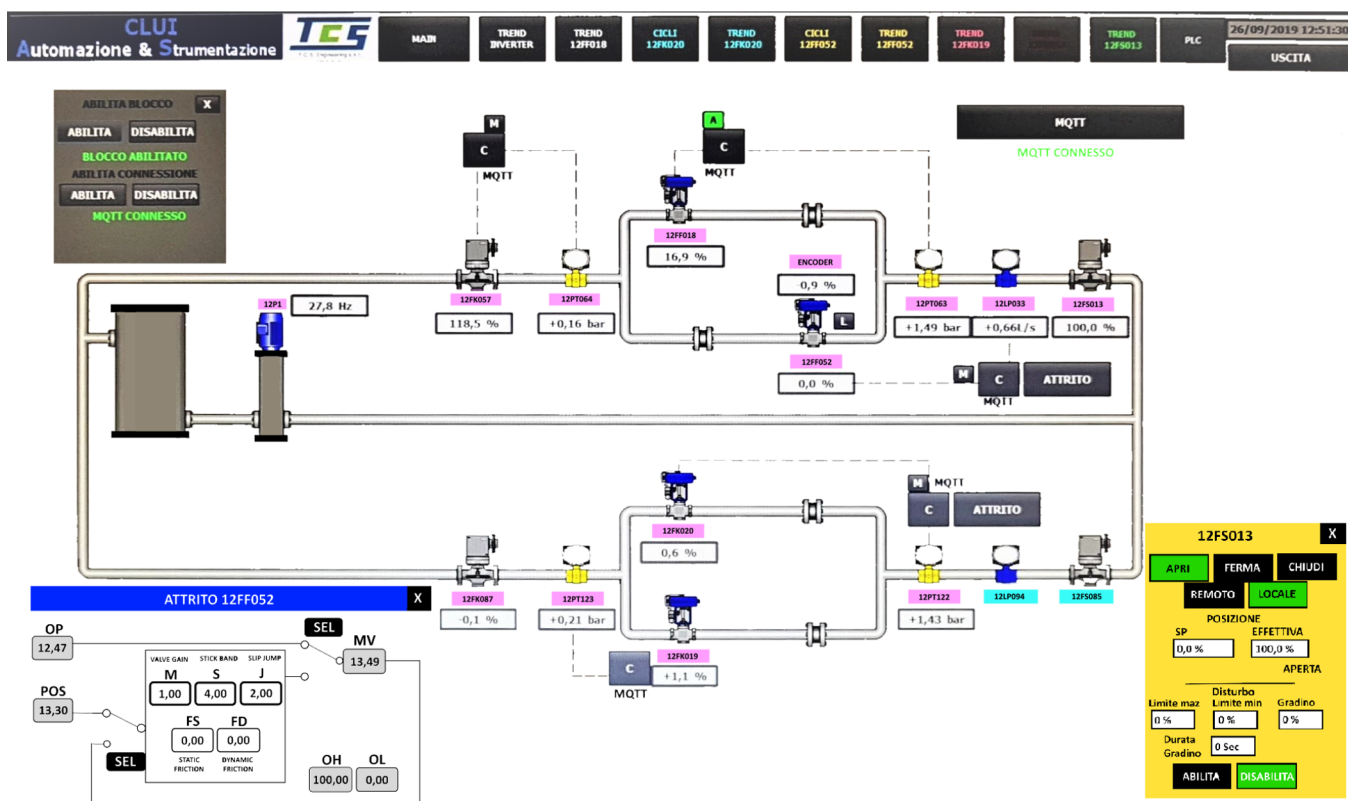 CLUI
Automazione & Strumentazione
TCS
MAIN
TREND
INVERTER
TREND
12FF018
CICLI
12FK020
TREND
12FK020
CICLI
12FF052
TREND
12FF052
TREND
12FK019
TREND
12FS013
PLC
26/09/2019 12:51:30
USCITA
ABILITA BLOCCO
X
ABILITA
DISABILITA
BLOCCO ABILITATO
ABILITA CONNESSIONE
ABILITA
DISABILITA
MQTT CONNESSO
M
C
MQTT
A
C
MQTT
MQTT
MQTT CONNESSO
12FF018
16,9 %
ENCODER
-0,9 %
12P1
27,8 Hz
12FK057
118,5 %
12PT064
+0,16 bar
L
12FF052
0,0 %
12PT063
+1,49 bar
12LP033
+0,66L/s
12FS013
100,0 %
M
C
ATTRITO
MQTT
M
MQTT
C
ATTRITO
12FK020
0,6 %
12FK087
-0,1 %
12PT123
+0,21 bar
12FK019
+1,1 %
C
MQTT
12PT122
+1,43 bar
12LP094
12FS085
ATTRITO 12FF052
X
OP
12,47
SEL
MV
13,49
VALVE GAIN
STICK BAND
SLIP JUMP
M
S
J
1,00
4,00
2,00
POS
13,30
FS
FD
0,00
0,00
STATIC
FRICTION
DYNAMIC
FRICTION
SEL
OH
OL
100,00
0,00
12FS013
X
APRI
FERMA
CHIUDI
REMOTO
LOCALE
POSIZIONE
SP
EFFETTIVA
0,0 %
100,0 %
APERTA
Disturbo
Limite max
Limite min
Gradino
0 %
0 %
0 %
Durata
Gradino
0 Sec
ABILITA
DISABILITA